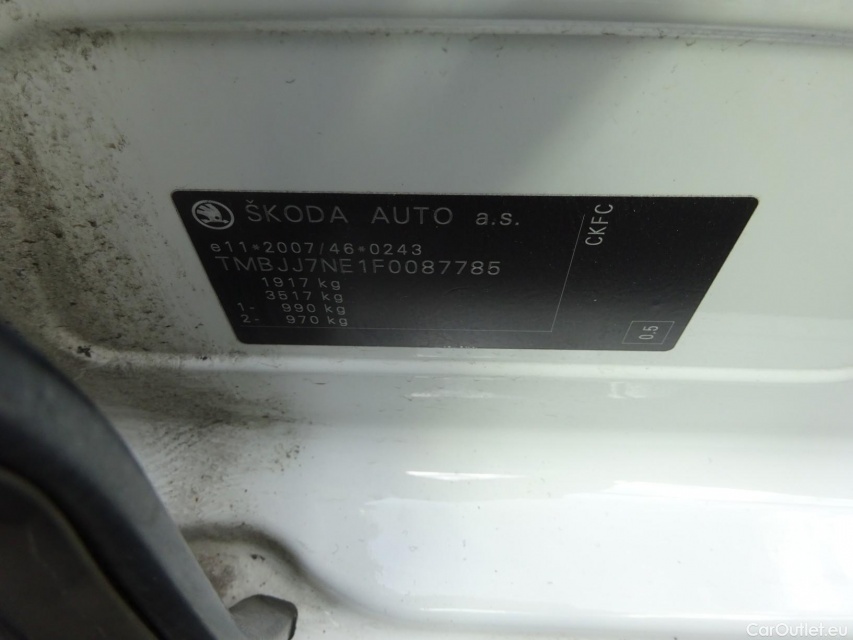 ŠKODA AUTO a.s.
CKFC
e11*2007/46*0243
TMBJJ7NE1F0087785
1917 kg
3517 kg
1- 990 kg
2- 970 kg
0.5
CarOutlet.eu